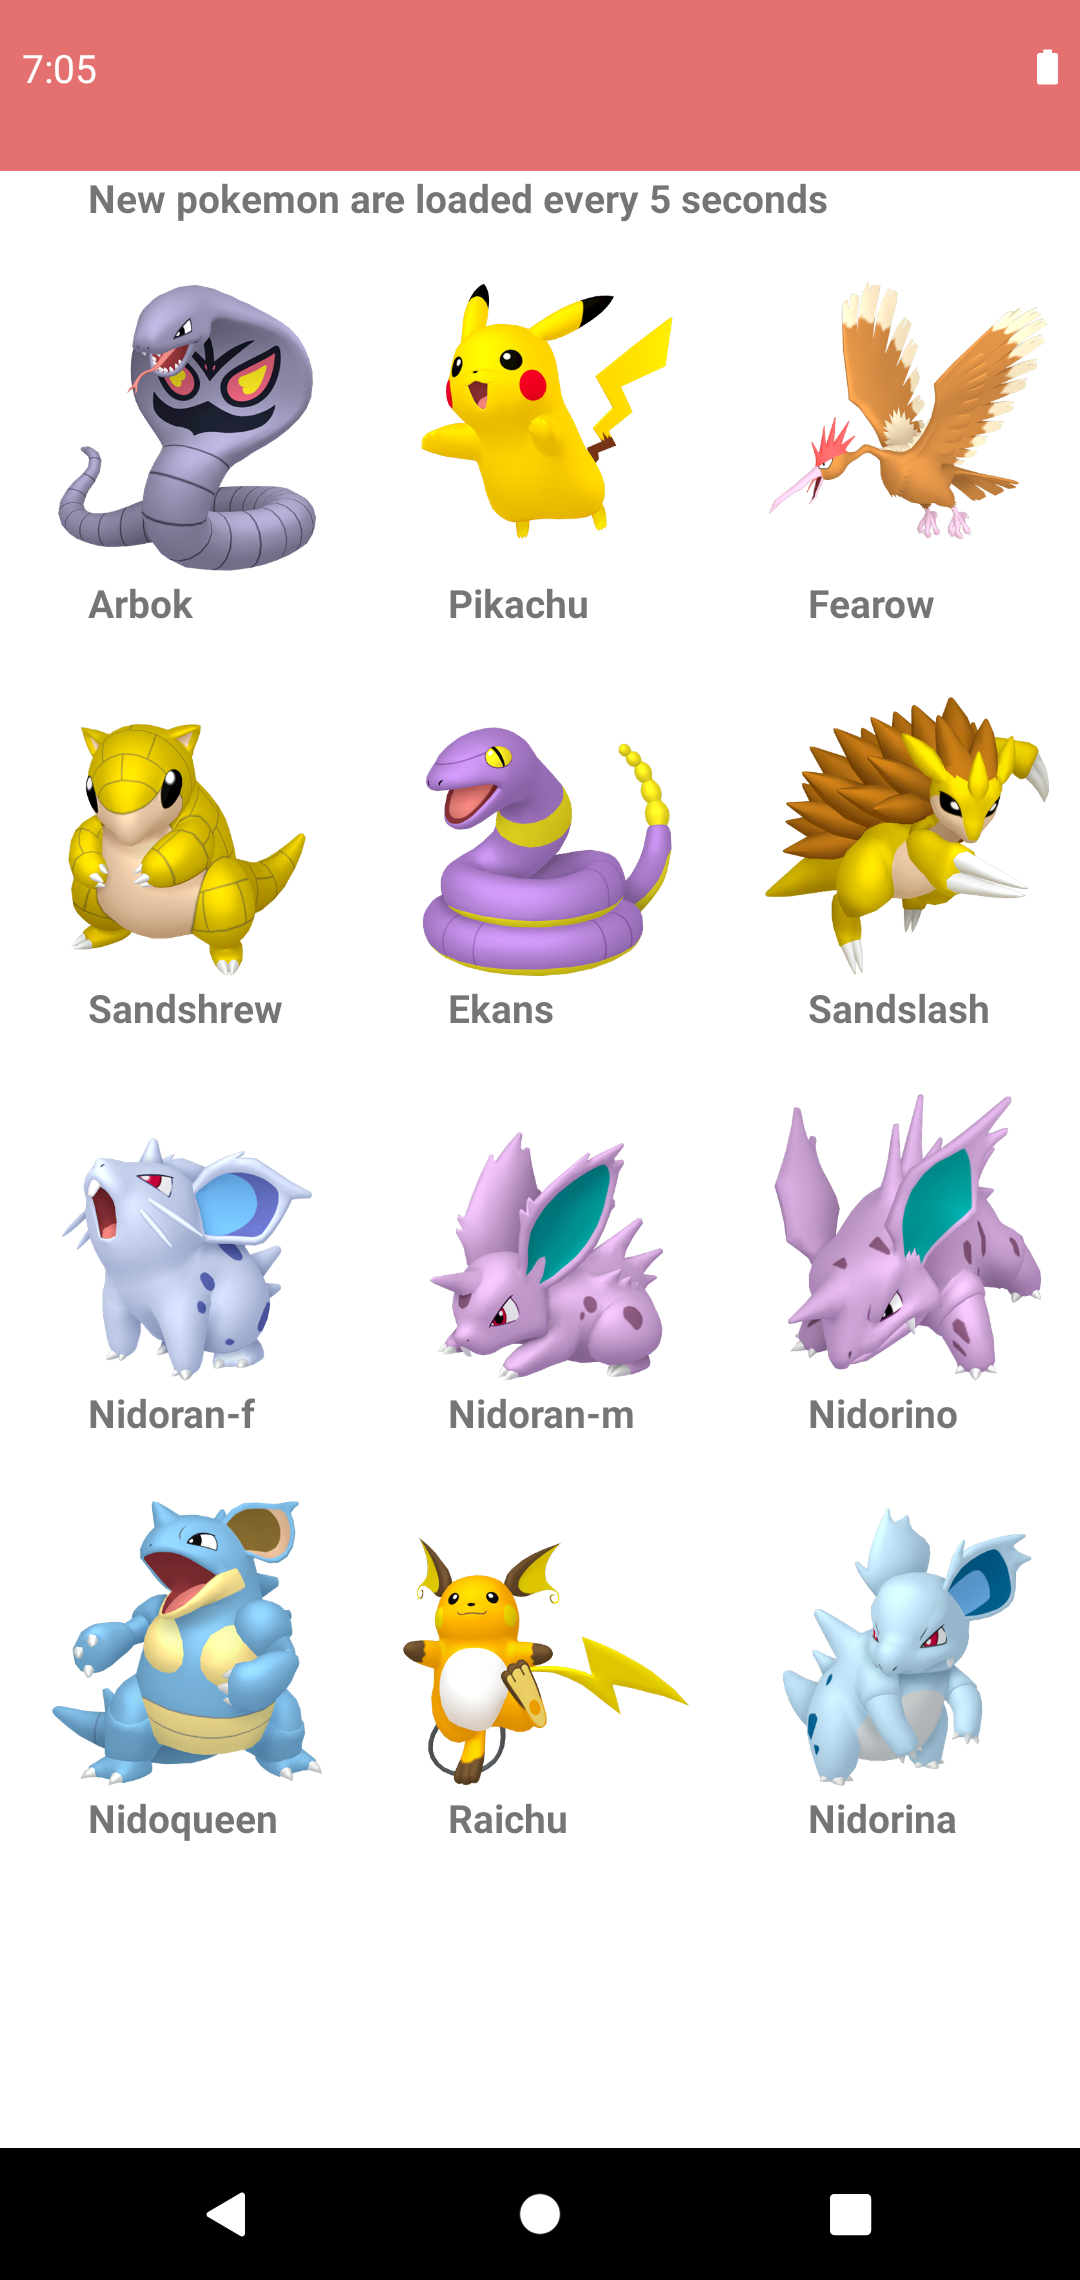 7:05
New pokemon are loaded every 5 seconds
Arbok
Pikachu
Fearow
Sandshrew
Ekans
Sandslash
Nidoran-f
Nidoran-m
Nidorino
Nidoqueen
Raichu
Nidorina